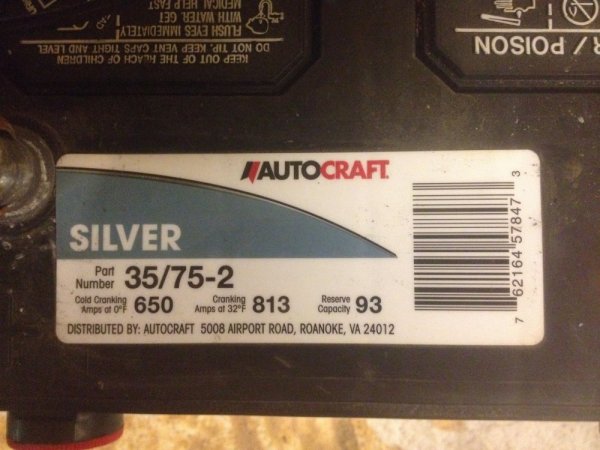 KEEP OUT OF THE REACH OF CHILDREN
DO NOT TIP. KEEP VENT CAPS TIGHT AND LEVEL
FLUSH EYES IMMEDIATELY
WITH WATER. GET
MEDICAL HELP FAST
/ POISON
AUTOCRAFT
SILVER
Part Number 35/75-2
Cold Cranking Amps at 0°F 650 Cranking Amps at 32°F 813 Reserve Capacity 93
DISTRIBUTED BY: AUTOCRAFT 5008 AIRPORT ROAD, ROANOKE, VA 24012
7 62164 57847 3